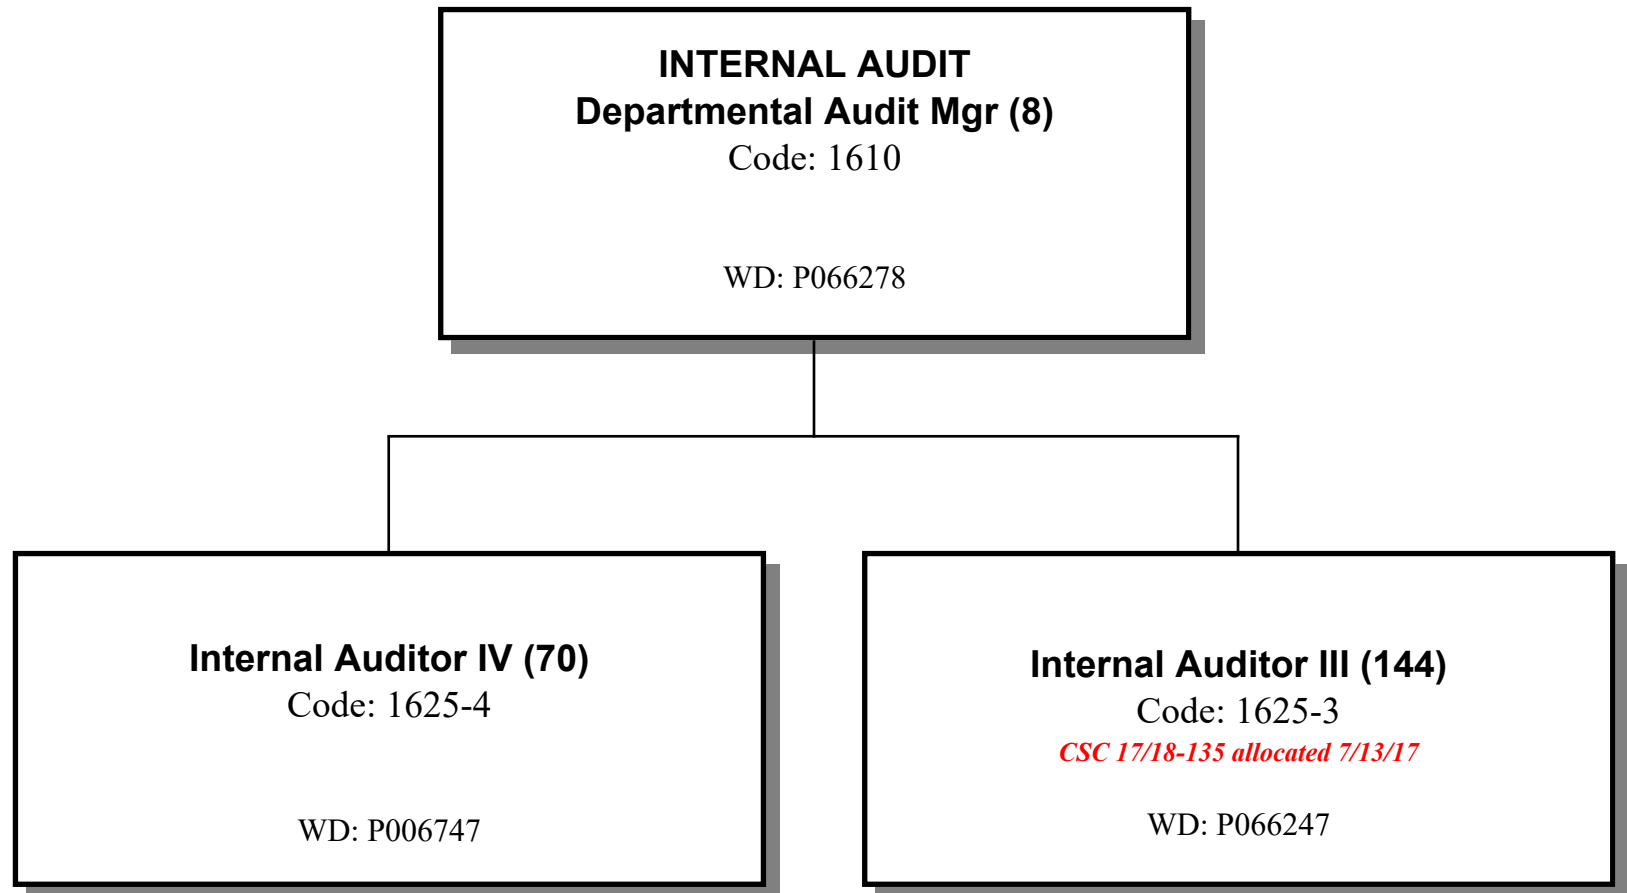 INTERNAL AUDIT
Departmental Audit Mgr (8)
Code: 1610
WD: P066278
Internal Auditor IV (70)
Code: 1625-4
WD: P006747
Internal Auditor III (144)
Code: 1625-3
CSC 17/18-135 allocated 7/13/17
WD: P066247